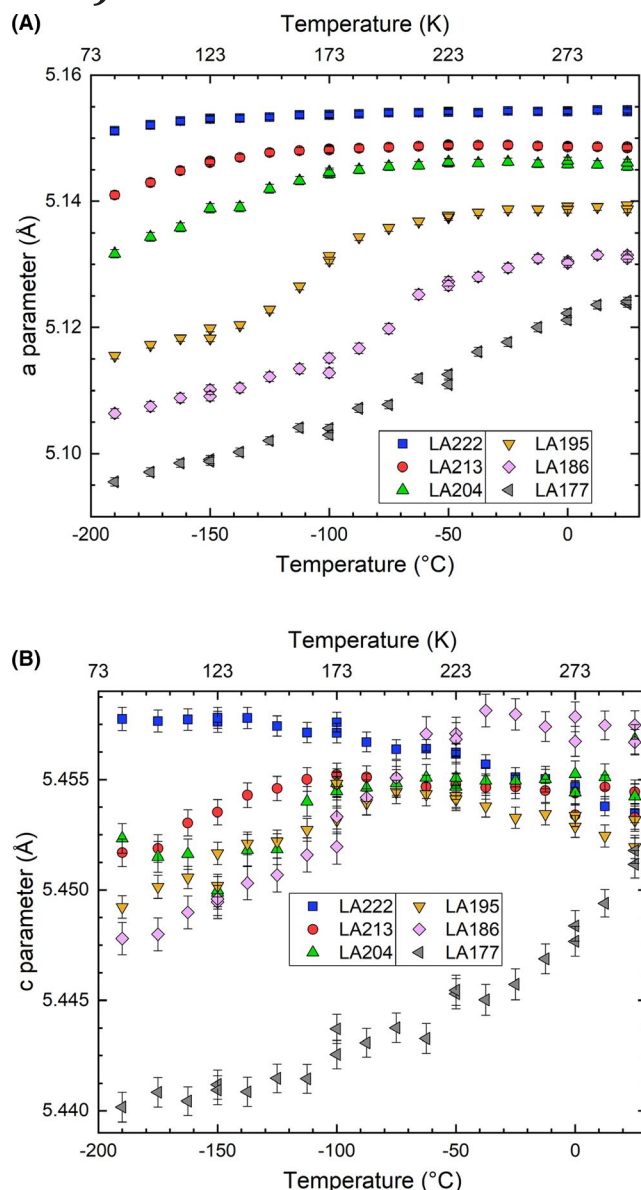 (A)
Temperature (K)
73 123 173 223 273
5.16
5.14
5.12
5.10
a parameter (Å)
LA222 LA195
LA213 LA186
LA204 LA177
-200 -150 -100 -50 0
Temperature (°C)
(B)
Temperature (K)
73 123 173 223 273
5.455
5.450
5.445
5.440
c parameter (Å)
LA222 LA195
LA213 LA186
LA204 LA177
-200 -150 -100 -50 0
Temperature (°C)